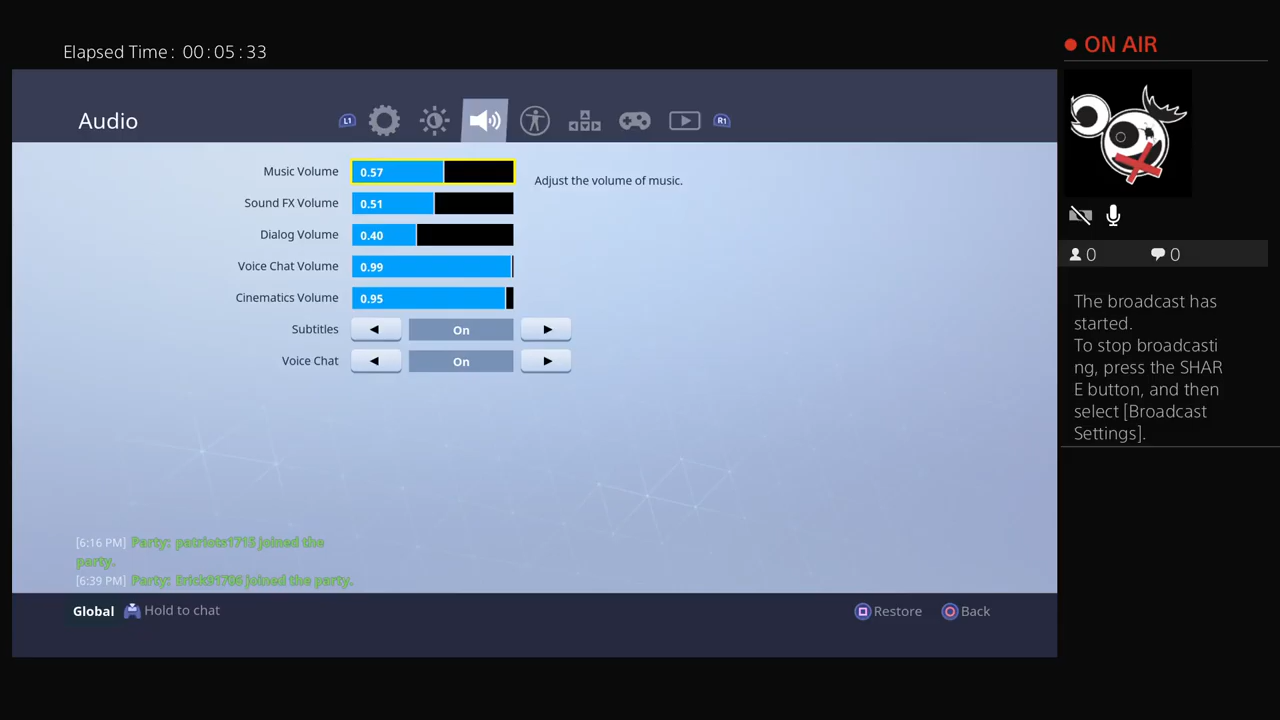 Elapsed Time: 00:05:33
ON AIR
Audio
L1
R1
Music Volume 0.57
Adjust the volume of music.
Sound FX Volume 0.51
Dialog Volume 0.40
Voice Chat Volume 0.99
Cinematics Volume 0.95
Subtitles On
Voice Chat On
0 0
The broadcast has
started.
To stop broadcasti
ng, press the SHAR
E button, and then
select [Broadcast
Settings].
[6:16 PM] Party: patriots1715 joined the
party.
[6:39 PM] Party: Brick91706 joined the party.
Global Hold to chat
Restore Back